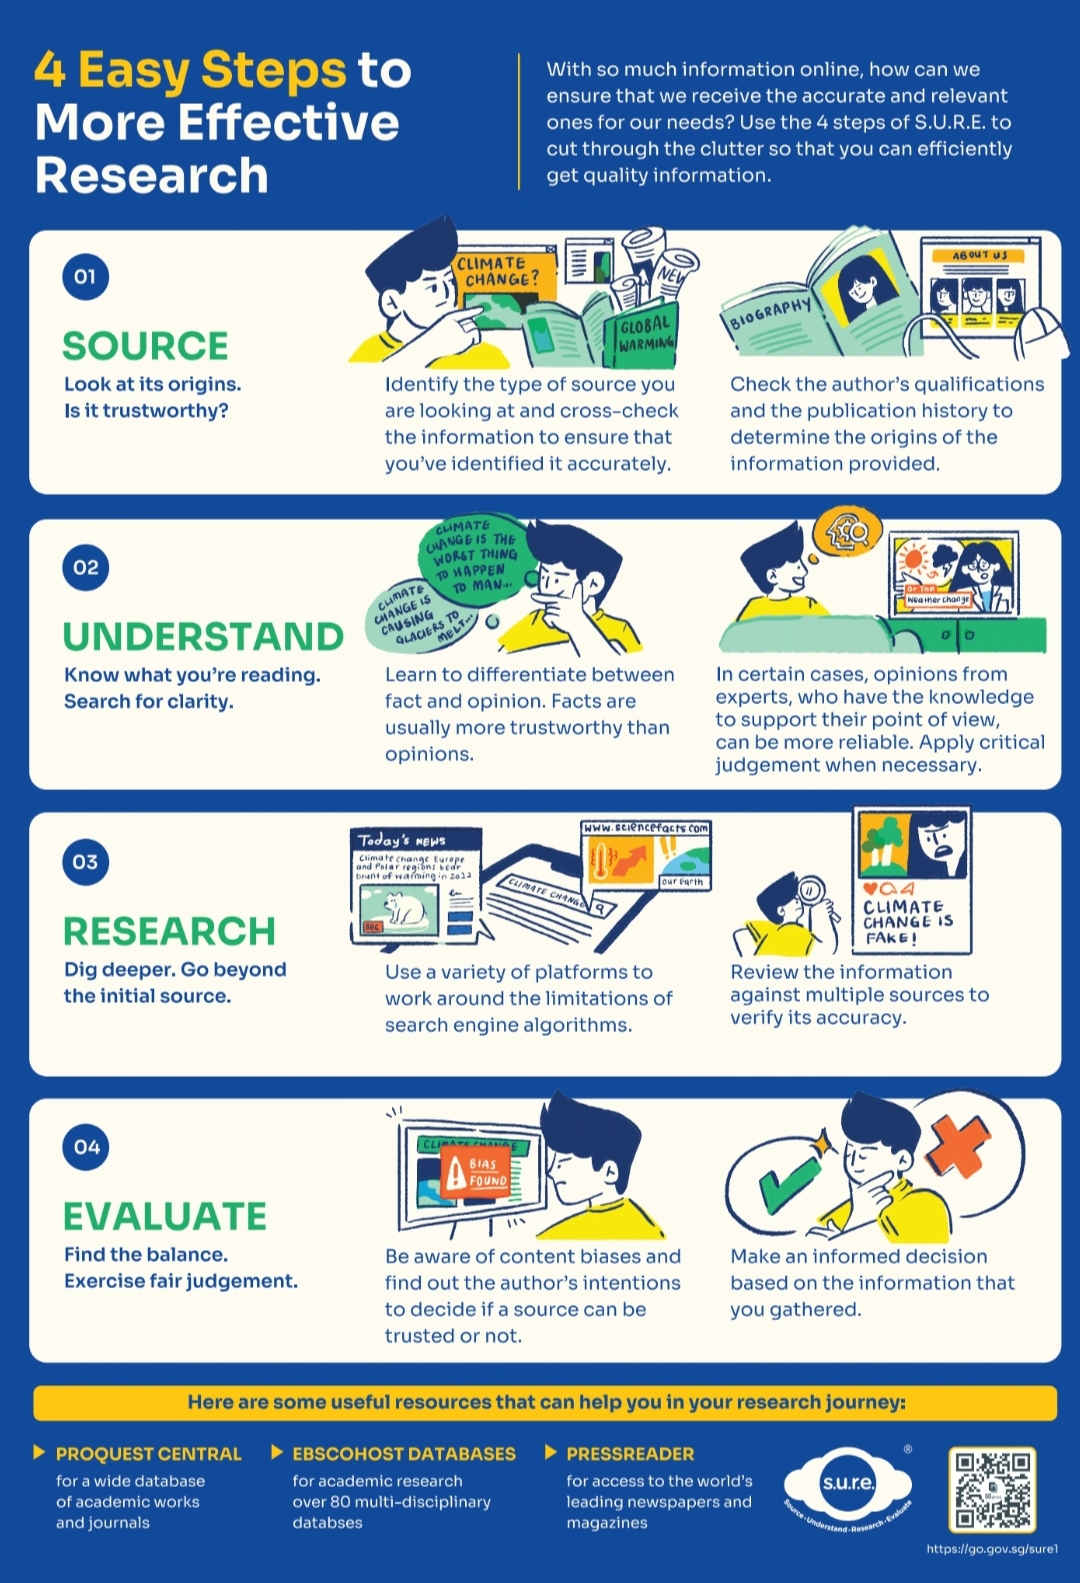 4 Easy Steps to
More Effective
Research
With so much information online, how can we
ensure that we receive the accurate and relevant
ones for our needs? Use the 4 steps of S.U.R.E. to
cut through the clutter so that you can efficiently
get quality information.
01
SOURCE
Look at its origins.
Is it trustworthy?
CLIMATE
CHANGE?
NEW
GLOBAL
WARMING
Identify the type of source you
are looking at and cross-check
the information to ensure that
you've identified it accurately.
BIOGRAPHY
ABOUT US
Check the author's qualifications
and the publication history to
determine the origins of the
information provided.
02
UNDERSTAND
Know what you're reading.
Search for clarity.
CLIMATE
CHANGE IS THE
WORST THING
TO HAPPEN
TO MAN...
CLIMATE
CHANGE IS
CAUSING
GLACIERS TO
MELT...
Learn to differentiate between
fact and opinion. Facts are
usually more trustworthy than
opinions.
Dr Tan
Weather Change
In certain cases, opinions from
experts, who have the knowledge
to support their point of view,
can be more reliable. Apply critical
judgement when necessary.
03
RESEARCH
Dig deeper. Go beyond
the initial source.
Today's NEWS
Climate change Europe
and Polar regions bear
brunt of warming in 2022
CLIMATE CHANGE
www.sciencefacts.com
our Earth
Use a variety of platforms to
work around the limitations of
search engine algorithms.
CLIMATE
CHANGE IS
FAKE!
Review the information
against multiple sources to
verify its accuracy.
04
EVALUATE
Find the balance.
Exercise fair judgement.
CLIMATE CHANGE
BIAS
FOUND
Be aware of content biases and
find out the author's intentions
to decide if a source can be
trusted or not.
Make an informed decision
based on the information that
you gathered.
Here are some useful resources that can help you in your research journey:
PROQUEST CENTRAL
for a wide database
of academic works
and journals
EBSCOHOST DATABASES
for academic research
over 80 multi-disciplinary
databses
PRESSREADER
for access to the world's
leading newspapers and
magazines
s.u.r.e.
®
Source · Understand · Research · Evaluate
https://go.gov.sg/sure1